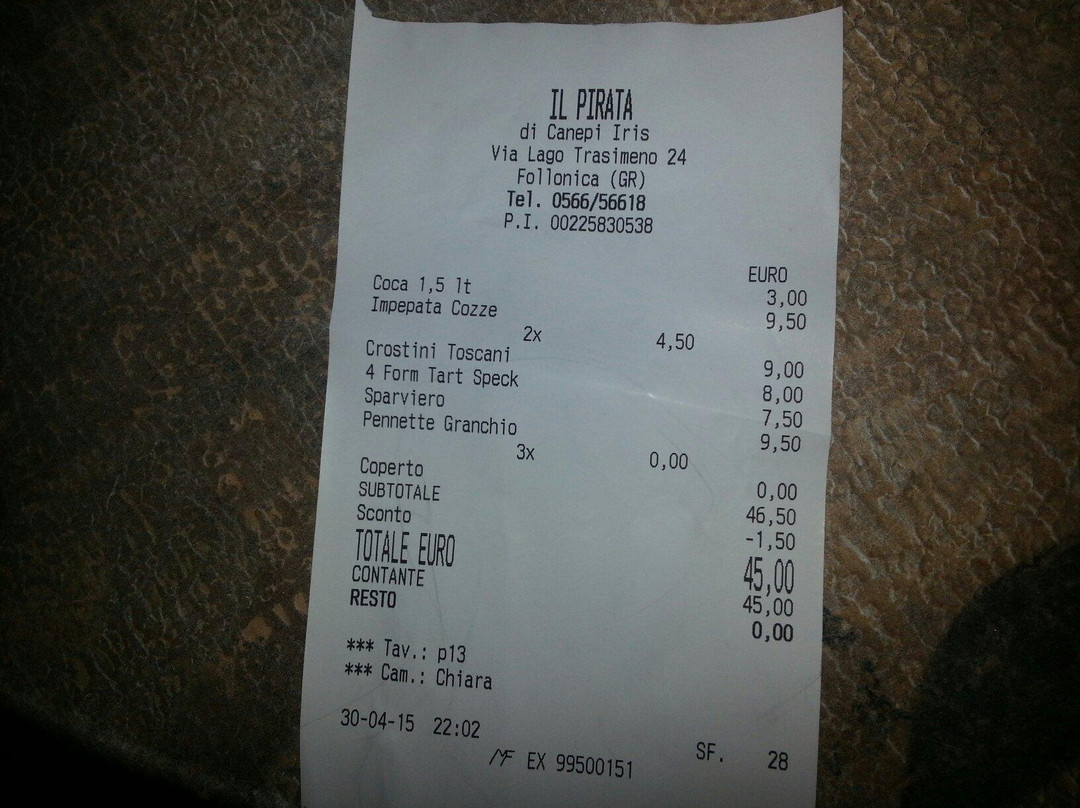 IL PIRATA
di Canepi Iris
Via Lago Trasimeno 24
Follonica (GR)
Tel. 0566/56618
P.I. 00225830538
EURO
Coca 1,5 lt 3,00
Impepata Cozze 9,50
2x 4,50
Crostini Toscani 9,00
4 Form Tart Speck 8,00
Sparviero 7,50
Pennette Granchio 9,50
3x 0,00
Coperto 0,00
SUBTOTALE 46,50
Sconto -1,50
TOTALE EURO 45,00
CONTANTE 45,00
RESTO 0,00
*** Tav.: p13
*** Cam.: Chiara
30-04-15 22:02 SF. 28
MF EX 99500151